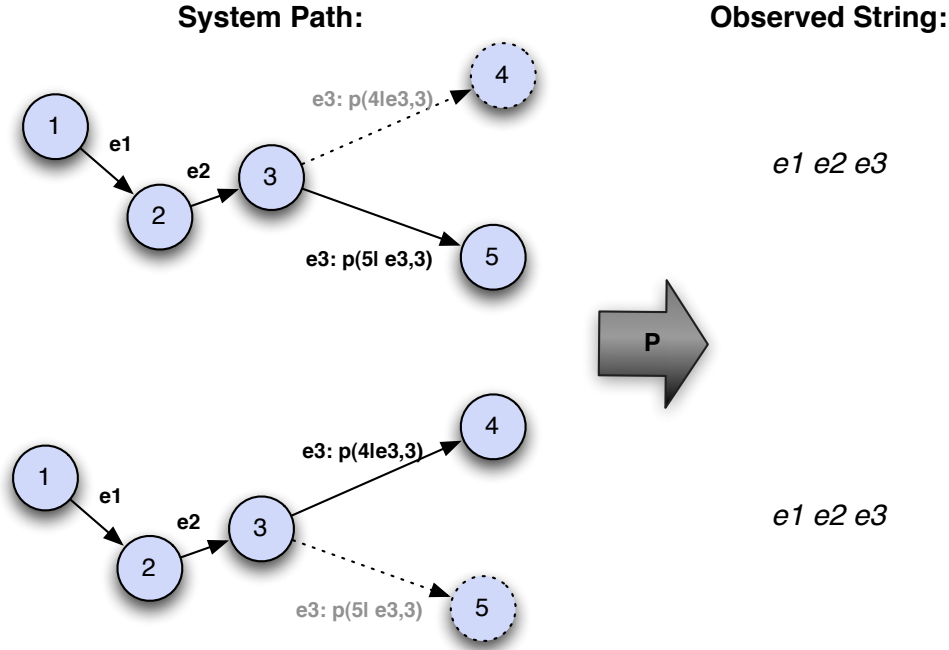 System Path:
Observed String:
4
e3: p(4le3,3)
1
e1
e2
3
2
e1 e2 e3
e3: p(5l e3,3)
5
P
4
e3: p(4le3,3)
1
e1
e2
3
2
e1 e2 e3
e3: p(5l e3,3)
5